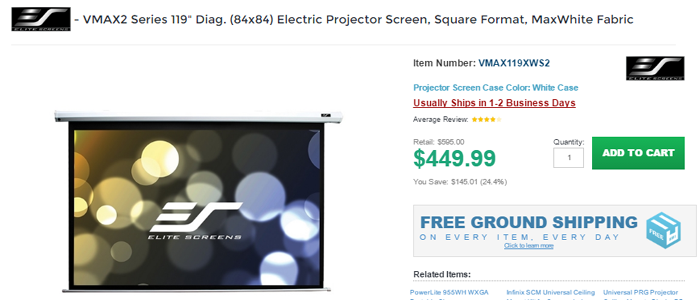 ELITE SCREENS
- VMAX2 Series 119" Diag. (84x84) Electric Projector Screen, Square Format, MaxWhite Fabric
Item Number: VMAX119XWS2
ELITE SCREENS
Projector Screen Case Color: White Case
Usually Ships in 1-2 Business Days
Average Review:
Retail: $595.00
Quantity:
$449.99
1
ADD TO CART
You Save: $145.01 (24.4%)
ES
ELITE SCREENS
FREE GROUND SHIPPING
ON EVERY ITEM, EVERY DAY
Click to learn more
FREE
Related Items:
PowerLite 955WH WXGA
Infinix SCM Universal Ceiling
Universal PRG Projector